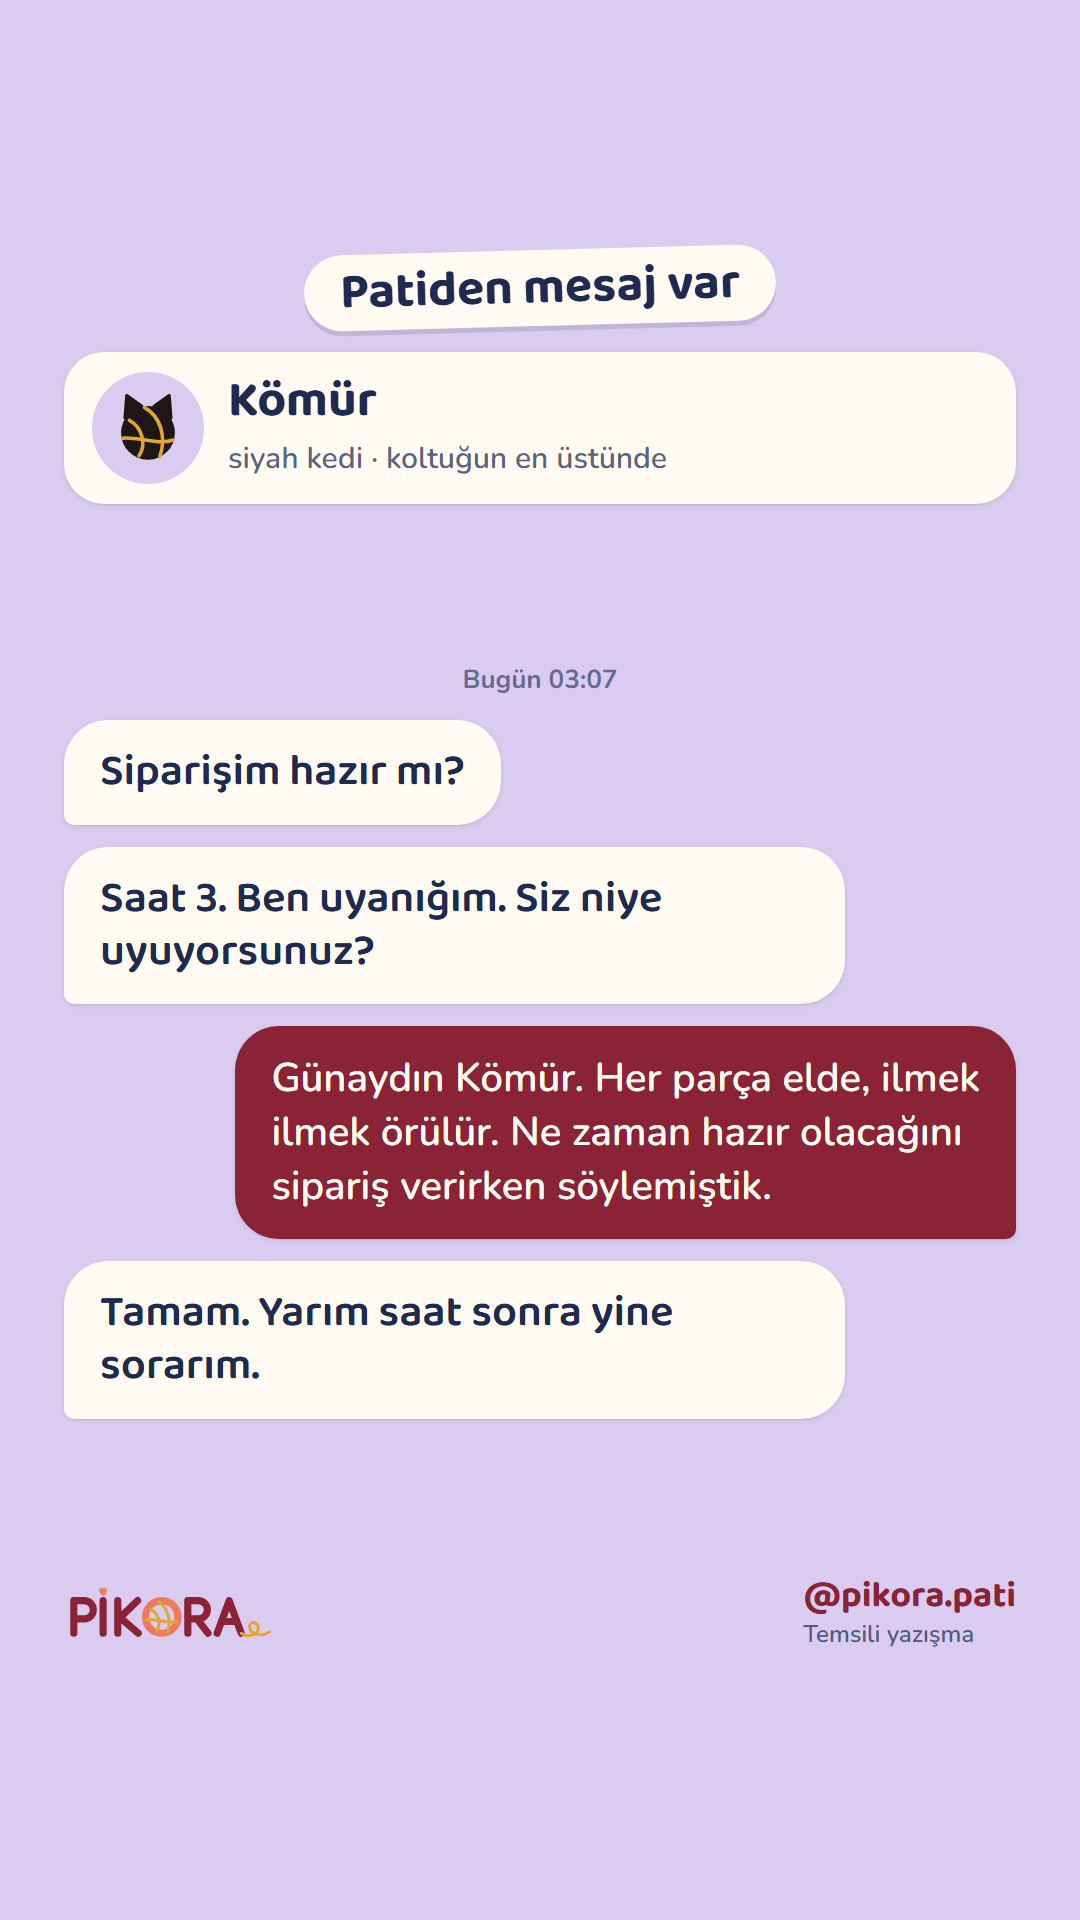 Patiden mesaj var
Kömür
siyah kedi · koltuğun en üstünde
Bugün 03:07
Siparişim hazır mı?
Saat 3. Ben uyanığım. Siz niye
uyuyorsunuz?
Günaydın Kömür. Her parça elde, ilmek
ilmek örülür. Ne zaman hazır olacağını
sipariş verirken söylemiştik.
Tamam. Yarım saat sonra yine
sorarım.
PİKORA
@pikora.pati
Temsili yazışma